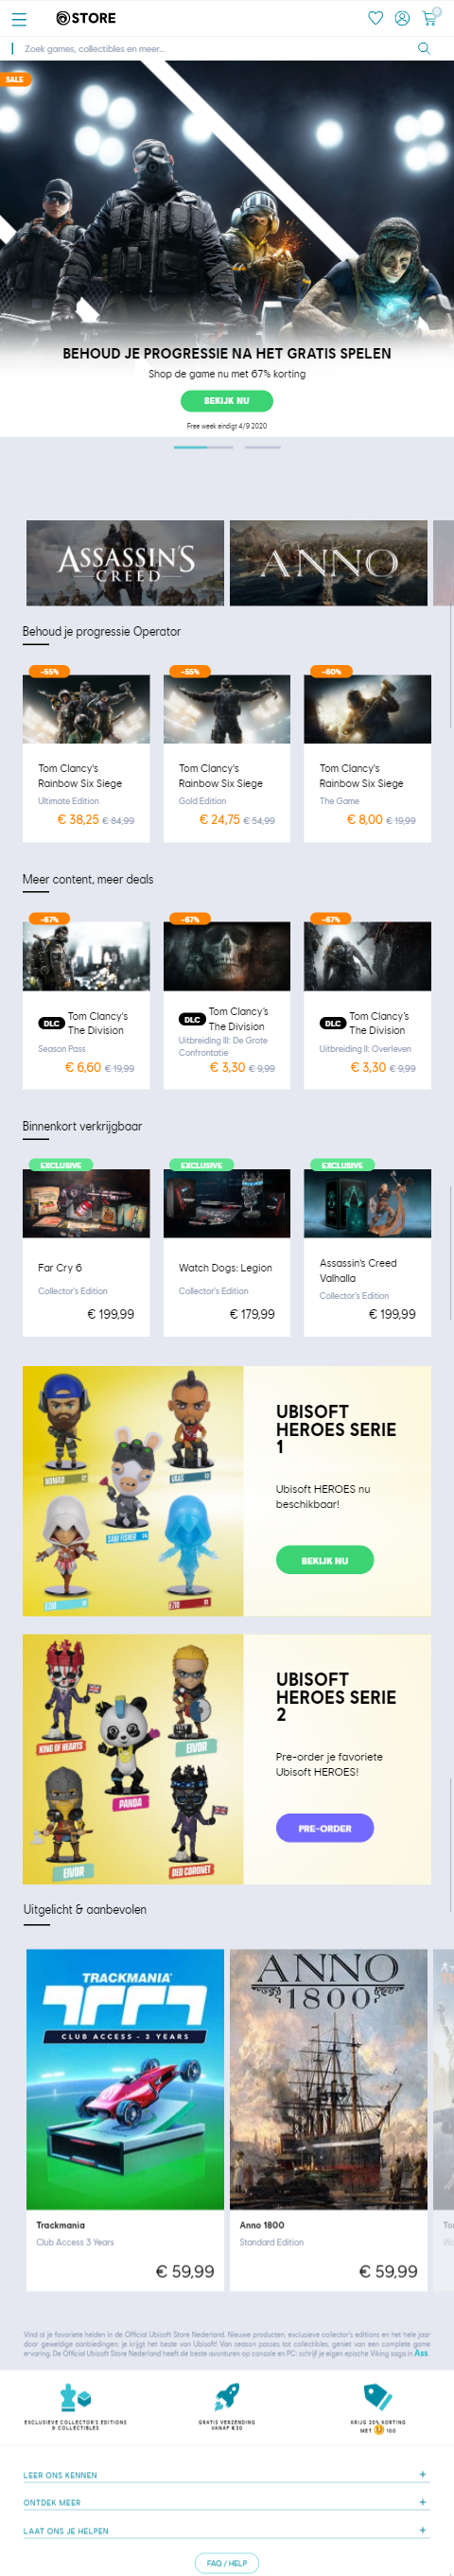 STORE
0
Zoek games, collectibles en meer...
SALE
BEHOUD JE PROGRESSIE NA HET GRATIS SPELEN
Shop de game nu met 67% korting
BEKIJK NU
Free week eindigt 4/9 2020
ASSASSIN'S
CREED
ANNO
Behoud je progressie Operator
-55%
-55%
-60%
Tom Clancy's
Rainbow Six Siege
Ultimate Edition
€ 38,25 € 84,99
Tom Clancy's
Rainbow Six Siege
Gold Edition
€ 24,75 € 54,99
Tom Clancy's
Rainbow Six Siege
The Game
€ 8,00 € 19,99
Meer content, meer deals
-67%
-67%
-67%
DLC Tom Clancy's
The Division
Season Pass
€ 6,60 € 19,99
DLC Tom Clancy's
The Division
Uitbreiding III: De Grote
Confrontatie
€ 3,30 € 9,99
DLC Tom Clancy's
The Division
Uitbreiding II: Overleven
€ 3,30 € 9,99
Binnenkort verkrijgbaar
EXCLUSIVE
EXCLUSIVE
EXCLUSIVE
Far Cry 6
Collector's Edition
€ 199,99
Watch Dogs: Legion
Collector's Edition
€ 179,99
Assassin's Creed
Valhalla
Collector's Edition
€ 199,99
NOMAD
VAAS
SAM FISHER
EZIO
EZIO
UBISOFT
HEROES SERIE
1
Ubisoft HEROES nu
beschikbaar!
BEKIJK NU
KING OF HEARTS
EIVOR
PANDA
EIVOR
DED CORONET
UBISOFT
HEROES SERIE
2
Pre-order je favoriete
Ubisoft HEROES!
PRE-ORDER
Uitgelicht & aanbevolen
TRACKMANIA
CLUB ACCESS - 3 YEARS
ANNO
1800
Trackmania
Club Access 3 Years
€ 59,99
Anno 1800
Standard Edition
€ 59,99
Vind al je favoriete helden in de Official Ubisoft Store Nederland. Nieuwe producten, exclusieve collector's editions en het hele jaar
door geweldige aanbiedingen: je krijgt het beste van Ubisoft! Van season passes tot collectibles, geniet van een complete game
ervaring. De Official Ubisoft Store Nederland heeft de beste avonturen op console en PC: schrijf je eigen epische Viking saga in Ass
EXCLUSIEVE COLLECTOR'S EDITIONS
& COLLECTIBLES
GRATIS VERZENDING
VANAF €30
KRIJG 20% KORTING
MET 100
LEER ONS KENNEN +
ONTDEK MEER +
LAAT ONS JE HELPEN +
FAQ / HELP